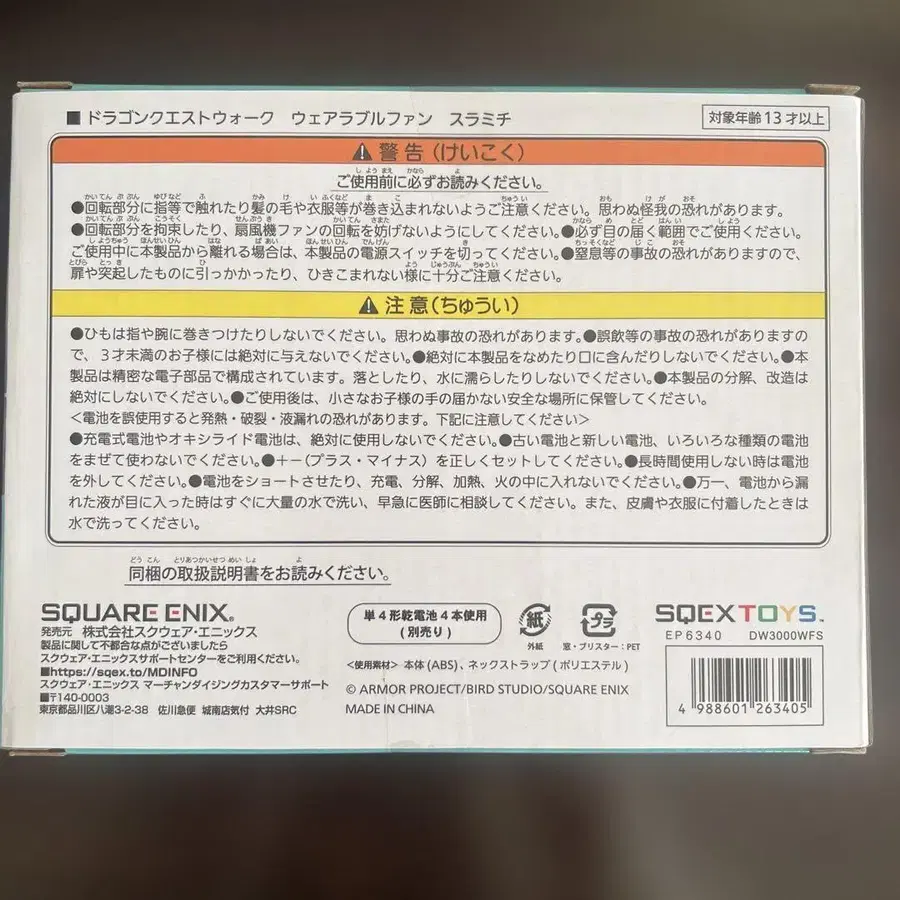 ■ ドラゴンクエストウォーク　ウェアラブルファン　スラミチ
対象年齢13才以上
⚠警告(けいこく)
ご使用前に必ずお読みください。
●回転部分に指等で触れたり髪の毛や衣服等が巻き込まれないようご注意ください。思わぬ怪我の恐れがあります。
●回転部分を拘束したり、扇風機ファンの回転を妨げないようにしてください。●必ず目の届く範囲でご使用ください。
ご使用中に本製品から離れる場合は、本製品の電源スイッチを切ってください。●窒息等の事故の恐れがありますので、
扉や突起したものに引っかかったり、ひきこまれない様に十分ご注意ください。
⚠注意(ちゅうい)
●ひもは指や腕に巻きつけたりしないでください。思わぬ事故の恐れがあります。●誤飲等の事故の恐れがありますの
で、3才未満のお子様には絶対に与えないでください。●絶対に本製品をなめたり口に含んだりしないでください。●本
製品は精密な電子部品で構成されています。落としたり、水に濡らしたりしないでください。●本製品の分解、改造は
絶対にしないでください。●ご使用後は、小さなお子様の手の届かない安全な場所に保管してください。
<電池を誤使用すると発熱・破裂・液漏れの恐れがあります。下記に注意してください>
●充電式電池やオキシライド電池は、絶対に使用しないでください。●古い電池と新しい電池、いろいろな種類の電池
をまぜて使わないでください。●＋－(プラス・マイナス)を正しくセットしてください。●長時間使用しない時は電池
を外してください。●電池をショートさせたり、充電、分解、加熱、火の中に入れないでください。●万一、電池から漏
れた液が目に入った時はすぐに大量の水で洗い、早急に医師に相談してください。また、皮膚や衣服に付着したときは
水で洗ってください。
同梱の取扱説明書をお読みください。
SQUARE ENIX.
発売元　株式会社スクウェア・エニックス
製品に関して不都合な点がございましたら
スクウェア・エニックスサポートセンターをご利用ください。
■https://sqex.to/MDINFO
スクウェア・エニックス マーチャンダイジングカスタマーサポート
■〒140-0003
東京都品川区八潮3-2-38　佐川急便　城南店気付　大井SRC
単4形乾電池4本使用
(別売り)
紙
外紙
プラ
窓・ブリスター：PET
<使用素材> 本体(ABS)、ネックストラップ(ポリエステル)
© ARMOR PROJECT/BIRD STUDIO/SQUARE ENIX
MADE IN CHINA
SQEX TOYS.
EP6340　DW3000WFS
4 988601 263405